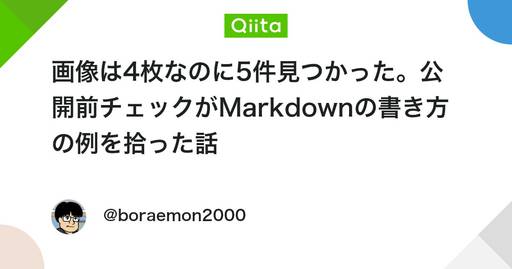 Qiita
画像は4枚なのに5件見つかった。公
開前チェックがMarkdownの書き方
の例を拾った話
@boraemon2000